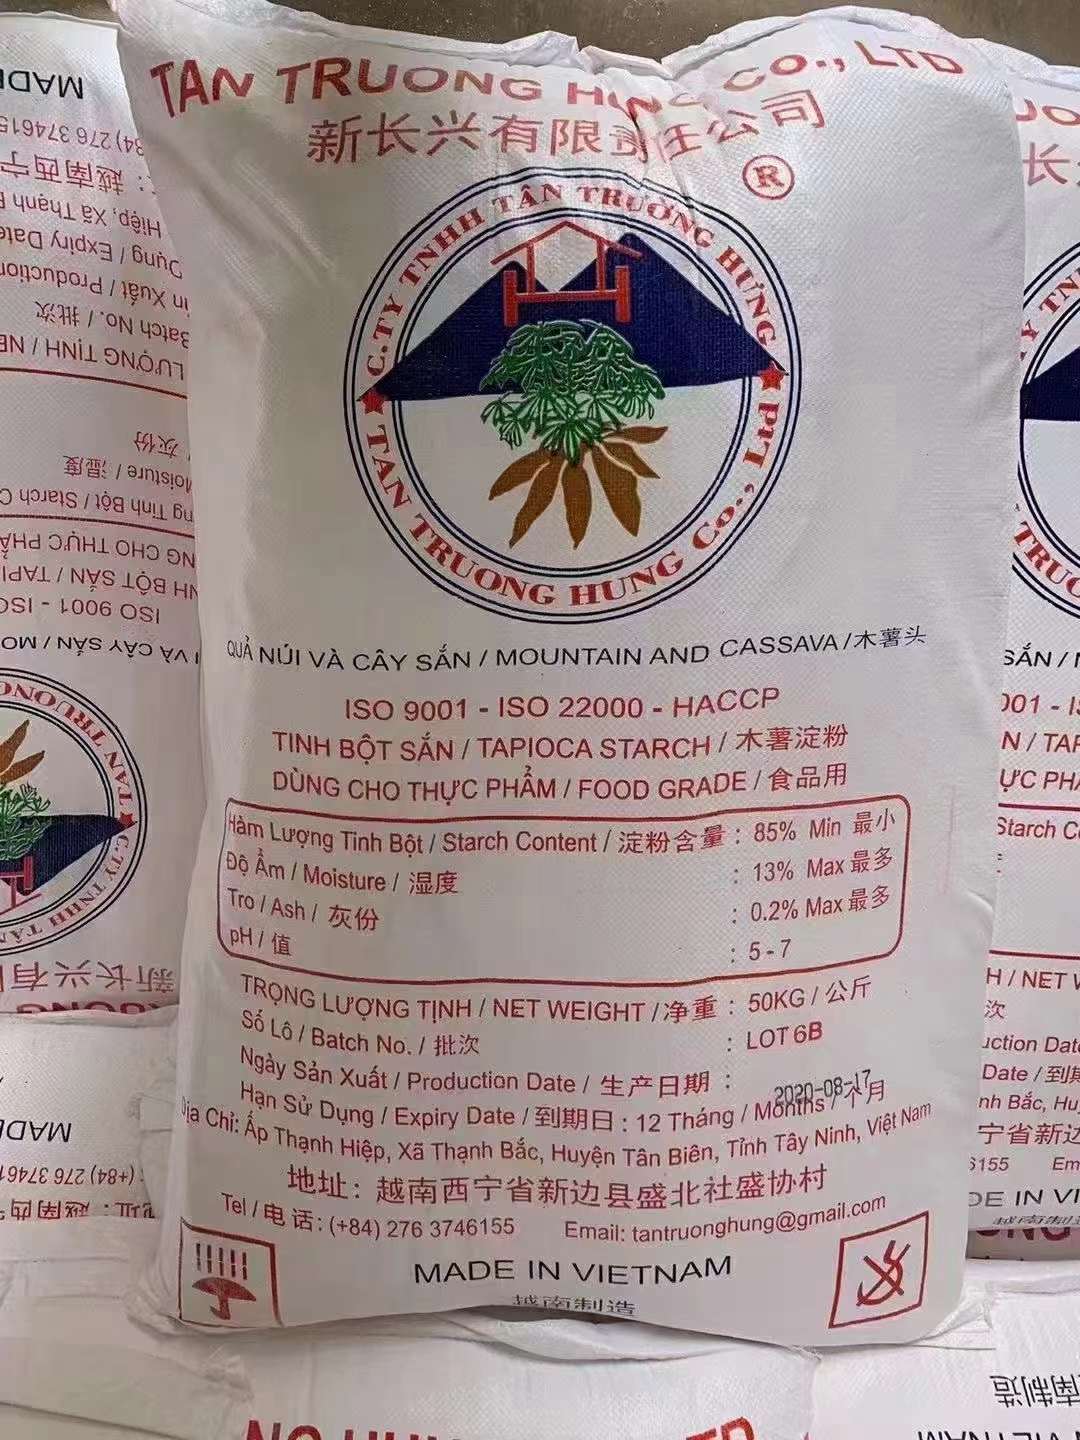 TAN TRUONG HUNG CO., LTD
新长兴有限责任公司
®
C.TY TNHH TÂN TRƯỜNG HƯNG
TAN TRUONG HUNG Co., Ltd
QUẢ NÚI VÀ CÂY SẮN / MOUNTAIN AND CASSAVA / 木薯头
ISO 9001 - ISO 22000 - HACCP
TINH BỘT SẮN / TAPIOCA STARCH / 木薯淀粉
DÙNG CHO THỰC PHẨM / FOOD GRADE / 食品用
Hàm Lượng Tinh Bột / Starch Content / 淀粉含量 : 85% Min 最小
Độ Ẩm / Moisture / 湿度 : 13% Max 最多
Tro / Ash / 灰份 : 0.2% Max 最多
pH / 值 : 5 - 7
TRỌNG LƯỢNG TỊNH / NET WEIGHT / 净重 : 50KG / 公斤
Số Lô / Batch No. / 批次 : LOT 6B
Ngày Sản Xuất / Production Date / 生产日期 : 2020-08-17
Hạn Sử Dụng / Expiry Date / 到期日 : 12 Tháng / Months / 个月
Địa Chỉ: Ấp Thạnh Hiệp, Xã Thạnh Bắc, Huyện Tân Biên, Tỉnh Tây Ninh, Việt Nam
地址: 越南西宁省新边县盛北社盛协村
Tel / 电话: (+84) 276 3746155 Email: tantruonghung@gmail.com
MADE IN VIETNAM
越南制造